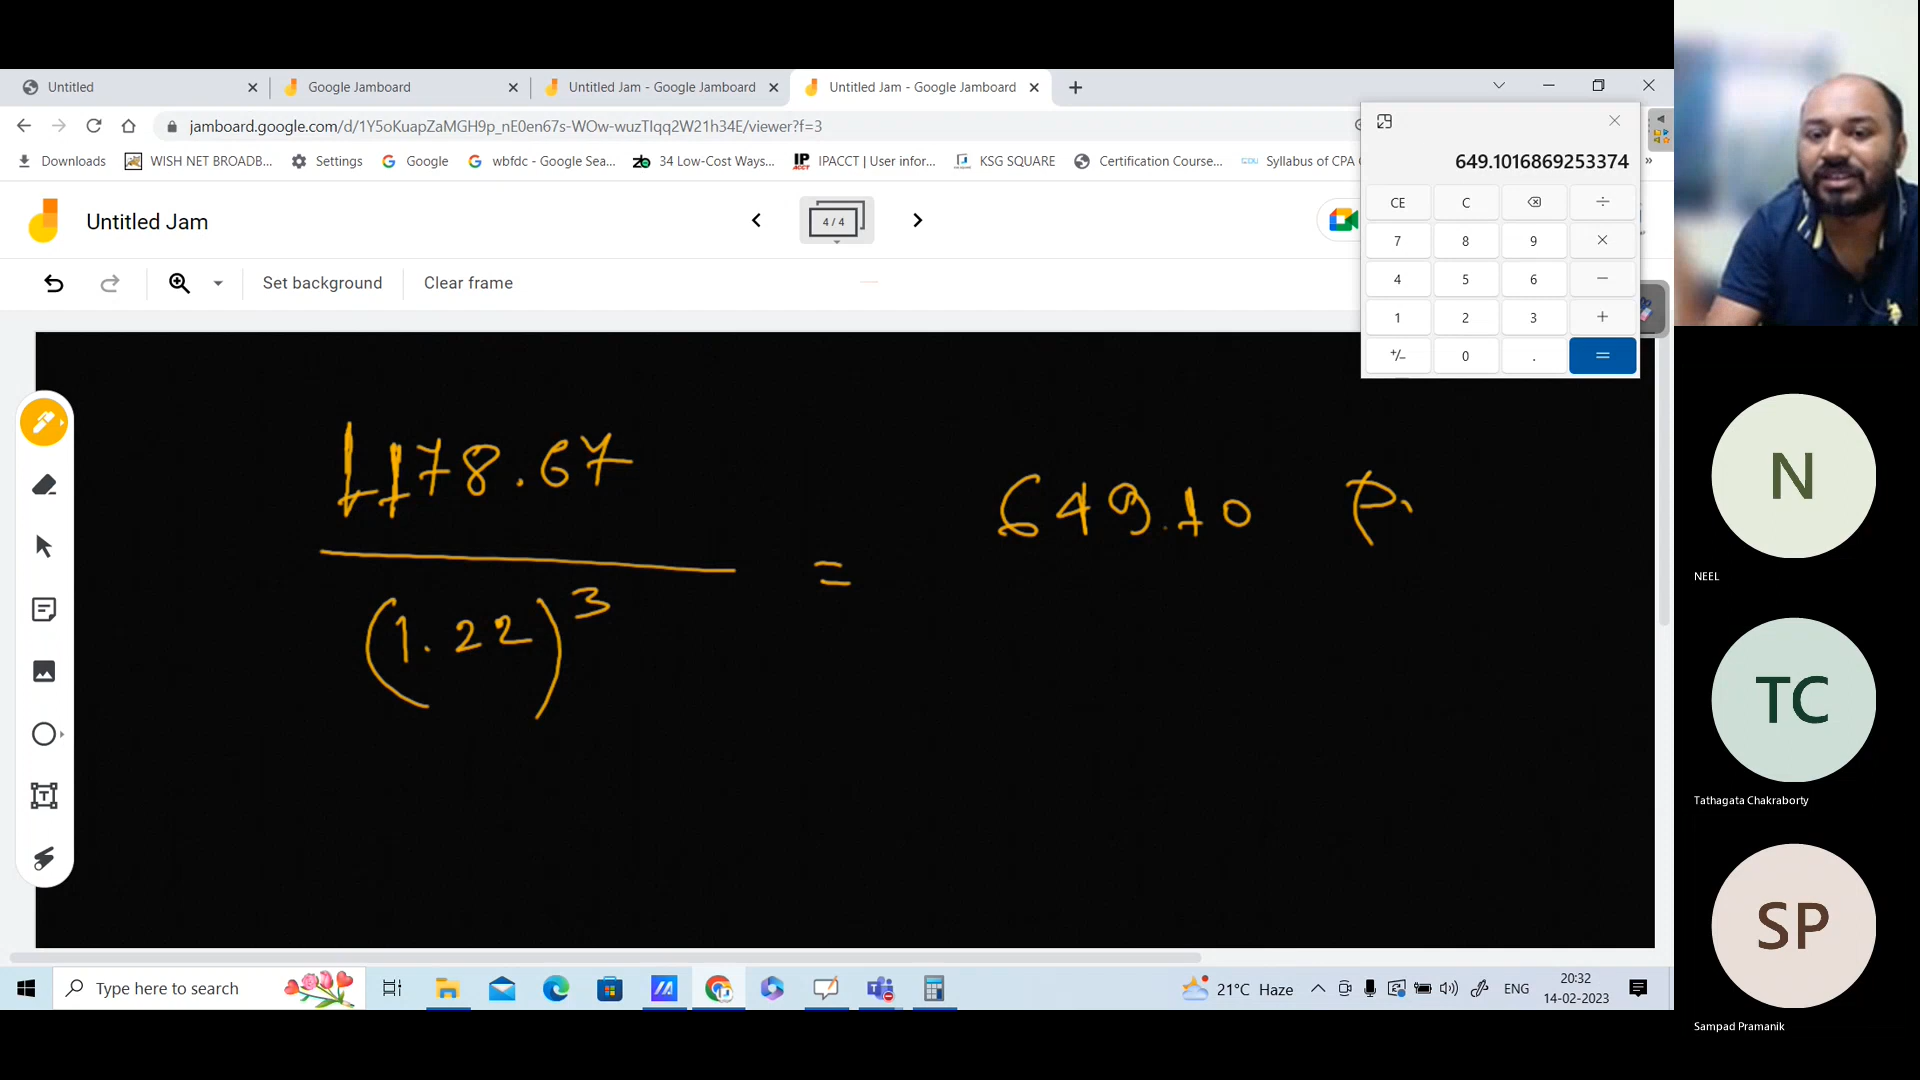 Untitled
Google Jamboard
Untitled Jam - Google Jamboard
Untitled Jam - Google Jamboard
jamboard.google.com/d/1Y5oKuapZaMGH9p_nE0en67s-WOw-wuzTIqq2W21h34E/viewer?f=3
Downloads WISH NET BROADB... Settings Google wbfdc - Google Sea... 34 Low-Cost Ways... IPACCT | User infor... KSG SQUARE Certification Course... Syllabus of CPA
649.1016869253374
CE C ÷
7 8 9 ×
4 5 6 −
1 2 3 +
+/− 0 . =
Untitled Jam
4 / 4
Set background Clear frame
1178.67
(1.22)³
=
649.10
N
NEEL
TC
Tathagata Chakraborty
SP
Sampad Pramanik
Type here to search
21°C Haze
ENG
20:32
14-02-2023